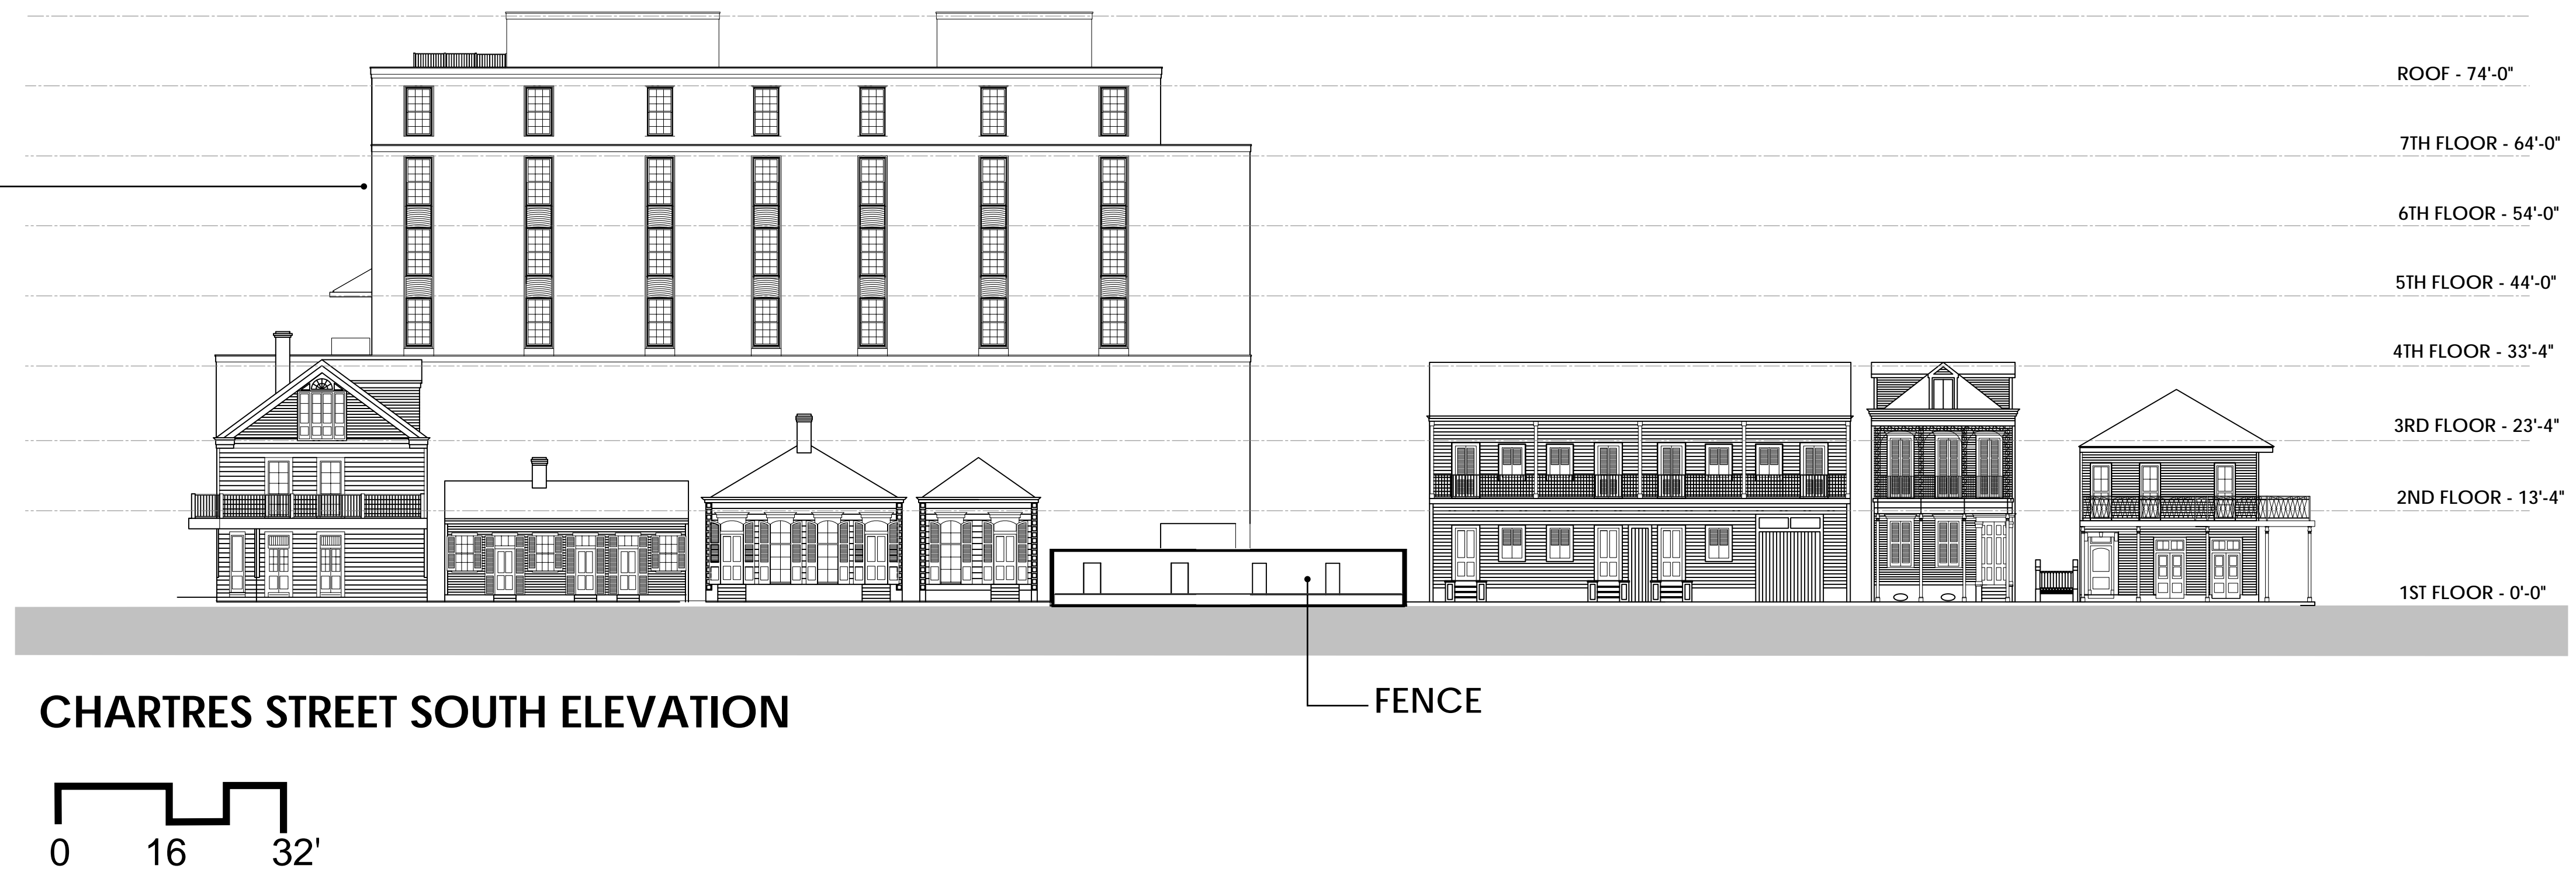 ROOF - 74'-0"
7TH FLOOR - 64'-0"
6TH FLOOR - 54'-0"
5TH FLOOR - 44'-0"
4TH FLOOR - 33'-4"
3RD FLOOR - 23'-4"
2ND FLOOR - 13'-4"
1ST FLOOR - 0'-0"
FENCE
CHARTRES STREET SOUTH ELEVATION
0 16 32'